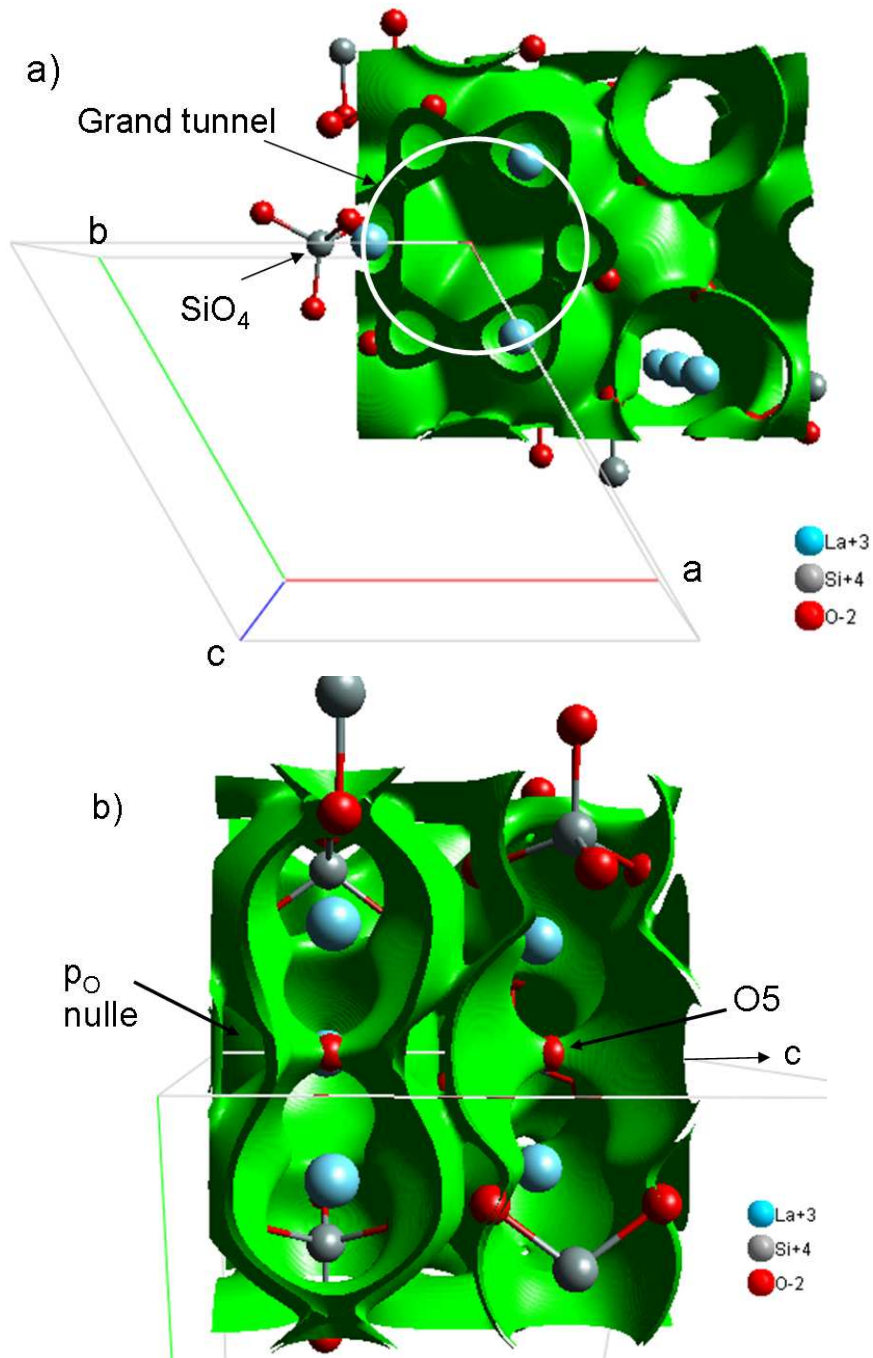 a)
Grand tunnel
b
SiO4
a
c
La+3
Si+4
O-2
b)
pO
nulle
O5
c
La+3
Si+4
O-2